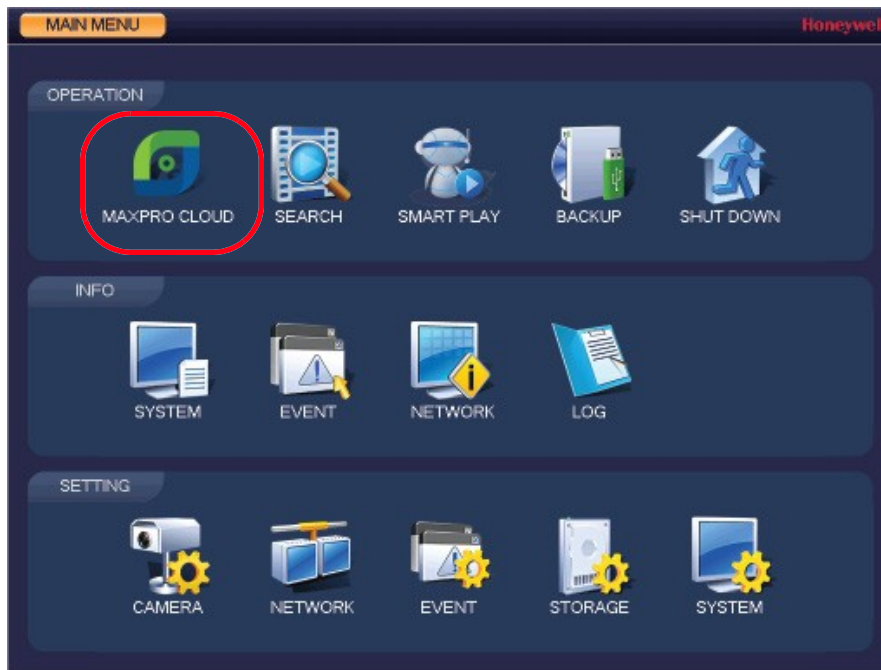 MAIN MENU
Honeywel
OPERATION
MAXPRO CLOUD
SEARCH
SMART PLAY
BACKUP
SHUT DOWN
INFO
SYSTEM
EVENT
NETWORK
LOG
SETTING
CAMERA
NETWORK
EVENT
STORAGE
SYSTEM